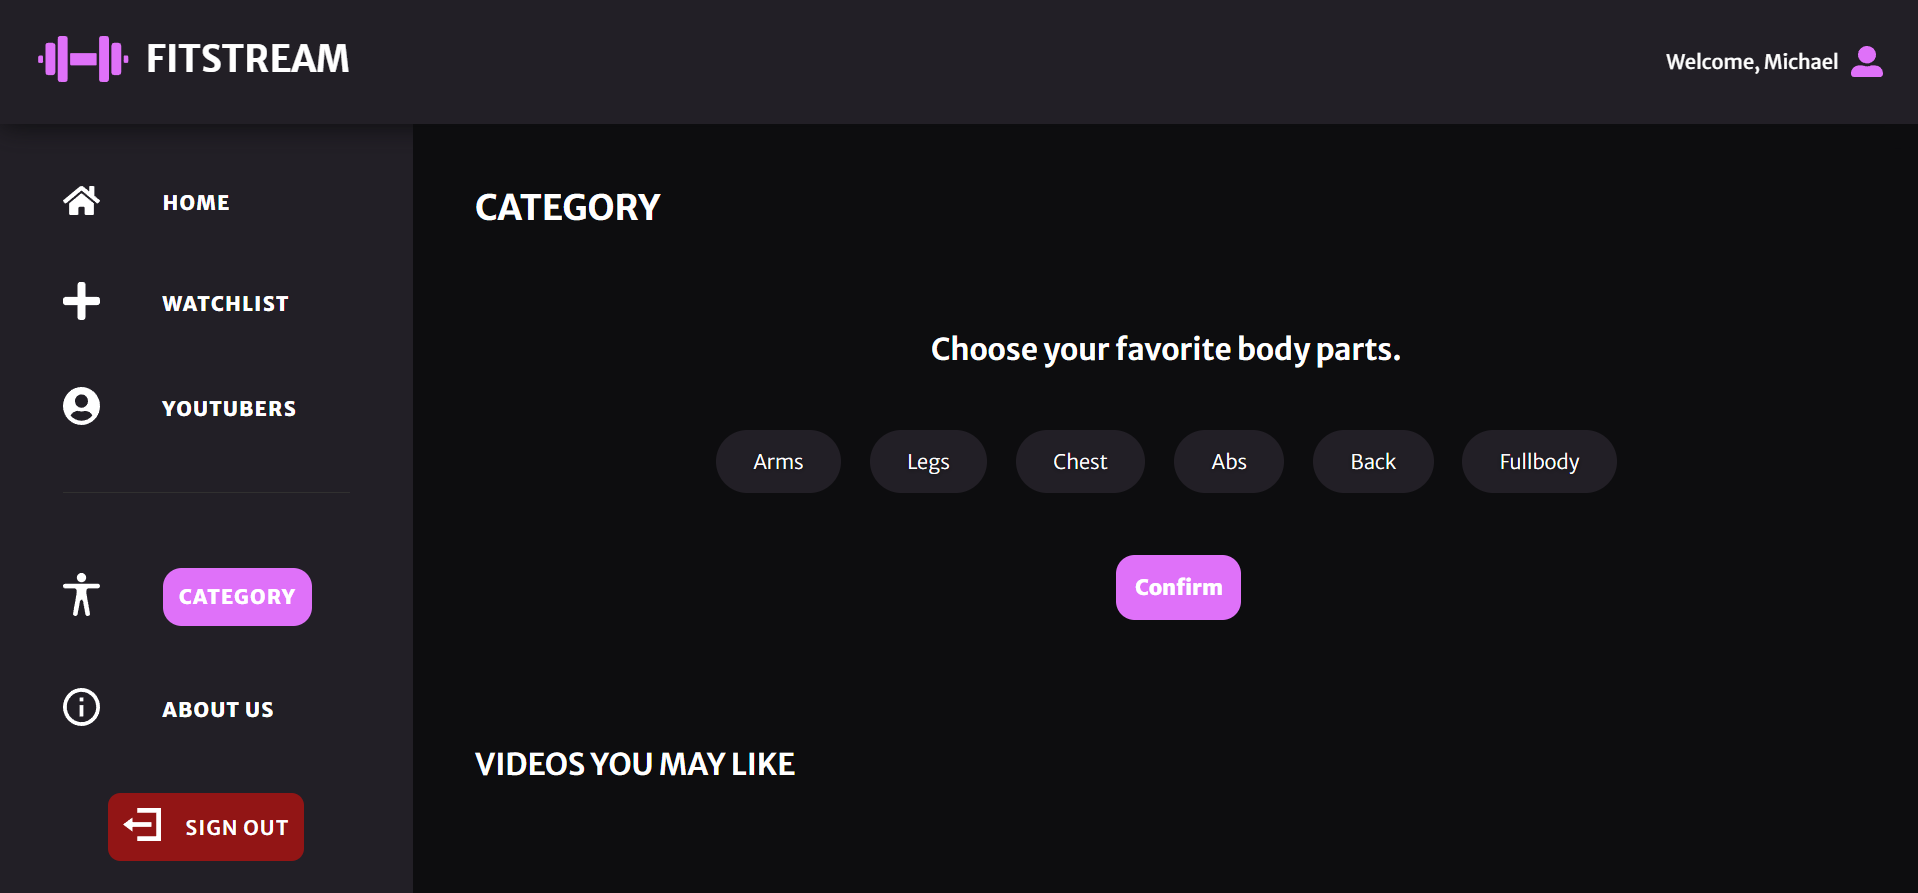 FITSTREAM
Welcome, Michael
HOME
WATCHLIST
YOUTUBERS
CATEGORY
ABOUT US
SIGN OUT
CATEGORY
Choose your favorite body parts.
Arms Legs Chest Abs Back Fullbody
Confirm
VIDEOS YOU MAY LIKE